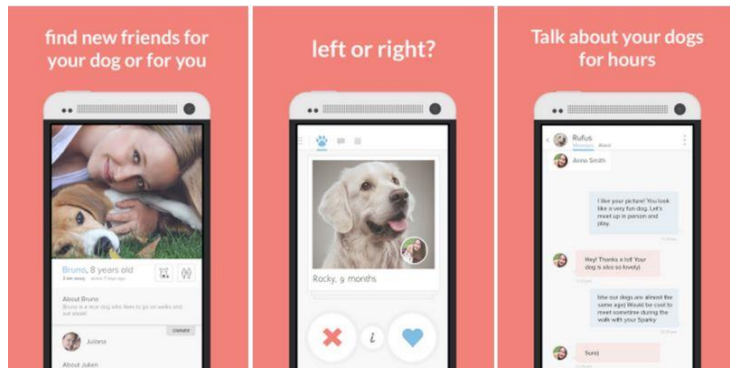 find new friends for
your dog or for you
Bruno, 8 years old
About Bruno
Bruno is a nice dog who likes to go on walks and
OWNER
Juliana
About Julien
left or right?
Rocky, 9 months
i
Talk about your dogs
for hours
Rufus
Messages About
Anna Smith
I like your picture! You look
like a very fun dog. Let's
meet up in person and
play.
Hey! Thanks a lot! Your
dog is also so lovely)
btw our dogs are almost the
same age) Would be cool to
meet sometime during the
walk with your Sparky
Sure)